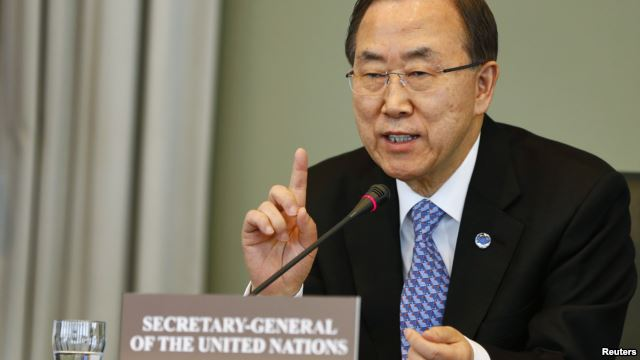 SECRETARY-GENERAL
OF THE UNITED NATIONS
Reuters